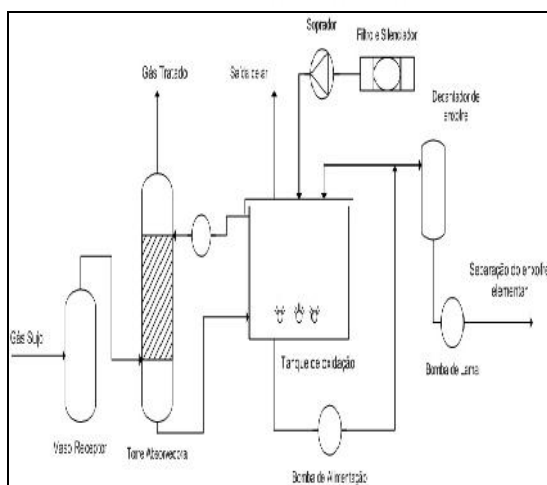 Soprador
Filtro e Silenciador
Gás Tratado
Saída de ar
Decantador de
enxofre
Separação do enxofre
elementar
Gás Sujo
Tanque de oxidação
Bomba de Lama
Vaso Receptor
Torre Absorvedora
Bomba de Alimentação